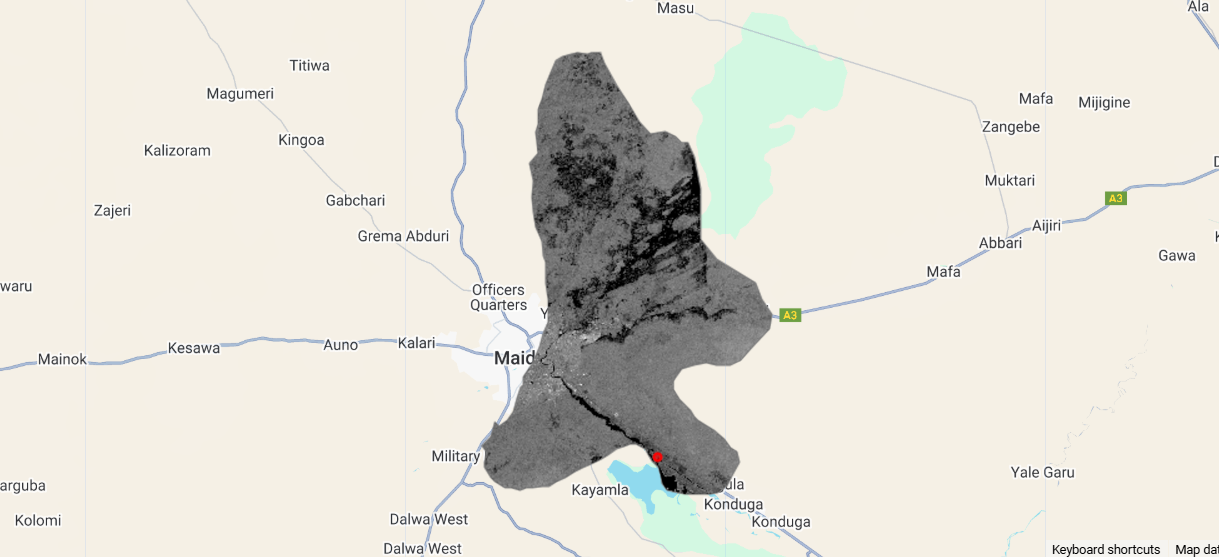 Masu
Ala
Titiwa
Magumeri
Mafa
Mijigine
Zangebe
Kingoa
Kalizoram
Muktari
Gabchari
A3
Zajeri
Aijiri
Grema Abduri
Abbari
Gawa
Mafa
waru
Officers
Quarters
Y
A3
Kesawa
Auno
Kalari
Mainok
Maid
Military
Yale Garu
arguba
Kayamla
ula
Konduga
Kolomi
Dalwa West
Konduga
Dalwa West
Keyboard shortcuts
Map dat